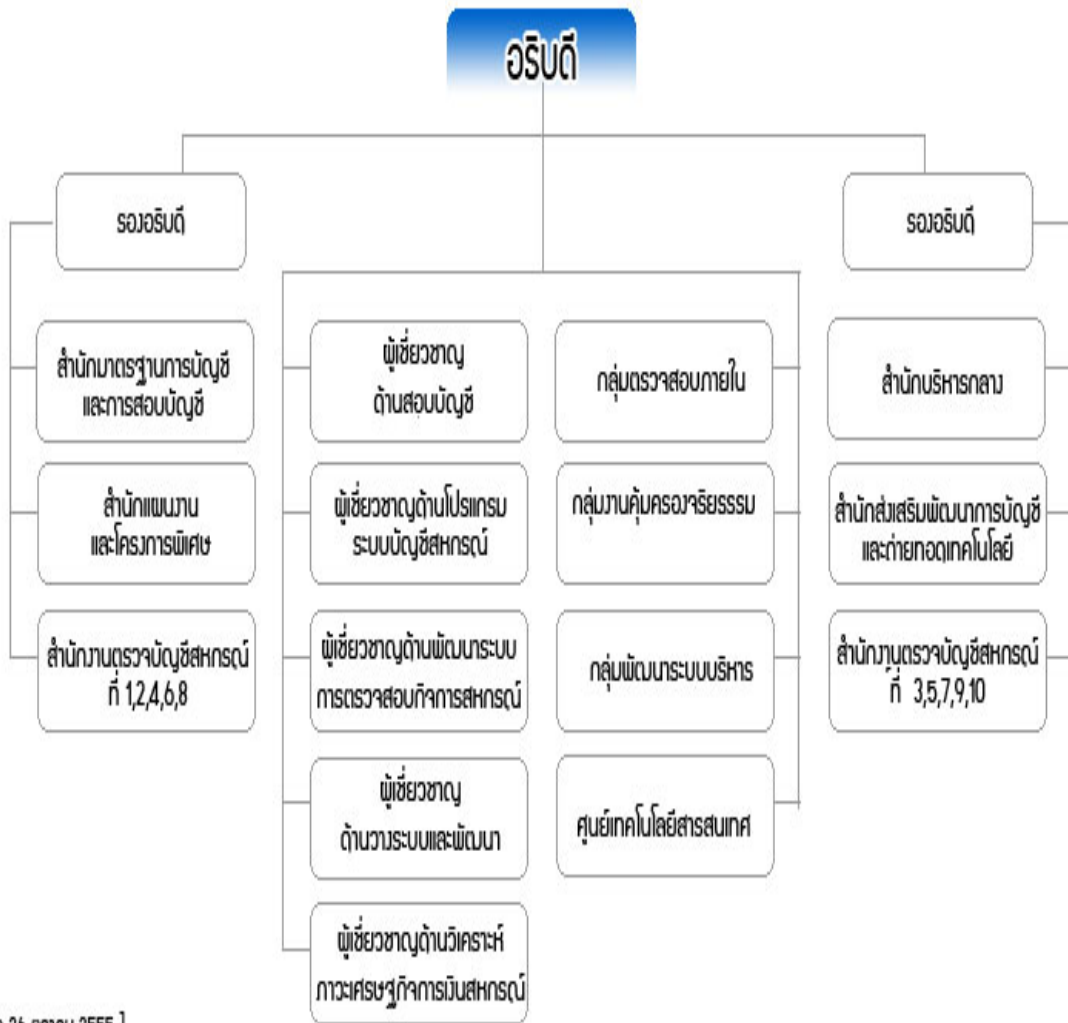 อธิบดี
รองอธิบดี
รองอธิบดี
สำนักมาตรฐานการบัญชี
และการสอบบัญชี
ผู้เชี่ยวชาญ
ด้านสอบบัญชี
กลุ่มตรวจสอบภายใน
สำนักบริหารกลาง
สำนักแผนงาน
และโครงการพิเศษ
ผู้เชี่ยวชาญด้านโปรแกรม
ระบบบัญชีสหกรณ์
กลุ่มงานคุ้มครองจริยธรรม
สำนักส่งเสริมพัฒนาการบัญชี
และถ่ายทอดเทคโนโลยี
สำนักงานตรวจบัญชีสหกรณ์
ที่ 1,2,4,6,8
ผู้เชี่ยวชาญด้านพัฒนาระบบ
การตรวจสอบกิจการสหกรณ์
กลุ่มพัฒนาระบบบริหาร
สำนักงานตรวจบัญชีสหกรณ์
ที่ 3,5,7,9,10
ผู้เชี่ยวชาญ
ด้านวางระบบและพัฒนา
ศูนย์เทคโนโลยีสารสนเทศ
ผู้เชี่ยวชาญด้านวิเคราะห์
ภาวะเศรษฐกิจการเงินสหกรณ์
26 ตุลาคม 2555 ]